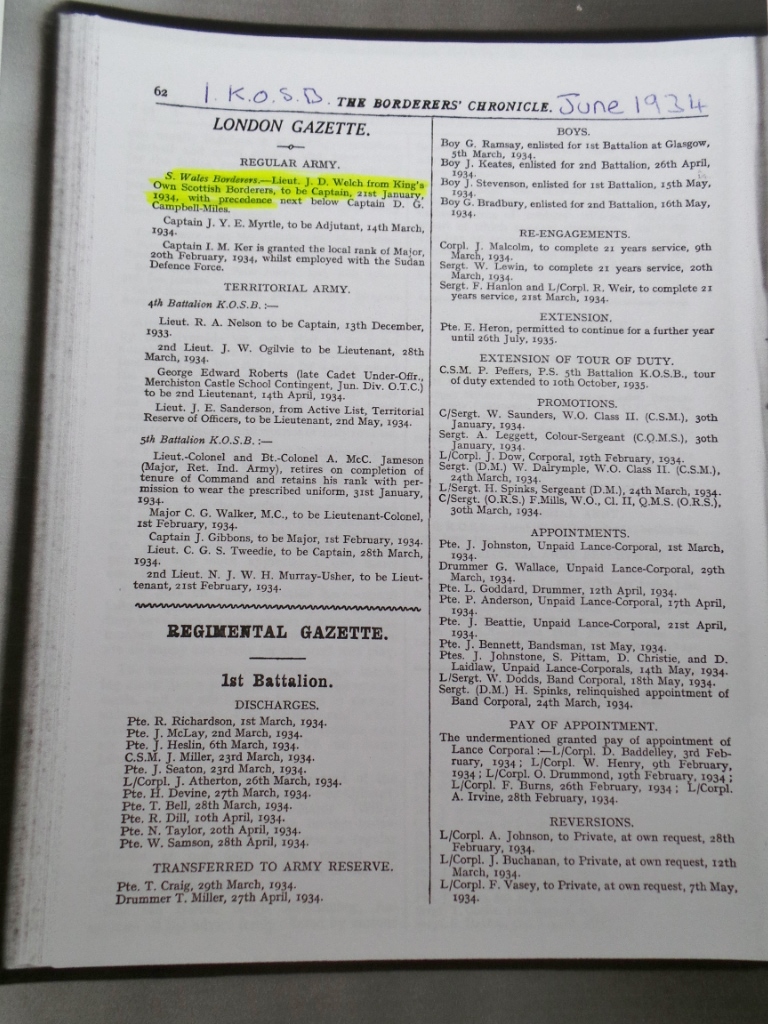 62
1. K.O.S.B. THE BORDERERS' CHRONICLE. June 1934
LONDON GAZETTE.
REGULAR ARMY.
S. Wales Borderers.—Lieut. J. D. Welch from King's
Own Scottish Borderers, to be Captain, 21st January,
1934, with precedence next below Captain D. G.
Campbell-Miles.
Captain J. Y. E. Myrtle, to be Adjutant, 14th March,
1934.
Captain I. M. Ker is granted the local rank of Major,
20th February, 1934, whilst employed with the Sudan
Defence Force.
TERRITORIAL ARMY.
4th Battalion K.O.S.B. :—
Lieut. R. A. Nelson to be Captain, 13th December,
1933.
2nd Lieut. J. W. Ogilvie to be Lieutenant, 28th
March, 1934.
George Edward Roberts (late Cadet Under-Offr.,
Merchiston Castle School Contingent, Jun. Div. O.T.C.)
to be 2nd Lieutenant, 14th April, 1934.
Lieut. J. E. Sanderson, from Active List, Territorial
Reserve of Officers, to be Lieutenant, 2nd May, 1934.
5th Battalion K.O.S.B. :—
Lieut.-Colonel and Bt.-Colonel A. McC. Jameson
(Major, Ret. Ind. Army), retires on completion of
tenure of Command and retains his rank with per-
mission to wear the prescribed uniform, 31st January,
1934.
Major C. G. Walker, M.C., to be Lieutenant-Colonel,
1st February, 1934.
Captain J. Gibbons, to be Major, 1st February, 1934.
Lieut. C. G. S. Tweedie, to be Captain, 28th March,
1934.
2nd Lieut. N. J. W. H. Murray-Usher, to be Lieut-
tenant, 21st February, 1934.
REGIMENTAL GAZETTE.
1st Battalion.
DISCHARGES.
Pte. R. Richardson, 1st March, 1934.
Pte. J. McLay, 2nd March, 1934.
Pte. J. Heslin, 6th March, 1934.
C.S.M. J. Miller, 23rd March, 1934.
Pte. J. Seaton, 23rd March, 1934.
L/Corpl. J. Atherton, 26th March, 1934.
Pte. H. Devine, 27th March, 1934.
Pte. T. Bell, 28th March, 1934.
Pte. R. Dill, 10th April, 1934.
Pte. N. Taylor, 20th April, 1934.
Pte. W. Samson, 28th April, 1934.
TRANSFERRED TO ARMY RESERVE.
Pte. T. Craig, 29th March, 1934.
Drummer T. Miller, 27th April, 1934.
BOYS.
Boy G. Ramsay, enlisted for 1st Battalion at Glasgow,
5th March, 1934.
Boy J. Keates, enlisted for 2nd Battalion, 26th April,
1934.
Boy J. Stevenson, enlisted for 1st Battalion, 15th May,
1934.
Boy G. Bradbury, enlisted for 2nd Battalion, 16th May,
1934.
RE-ENGAGEMENTS.
Corpl. J. Malcolm, to complete 21 years service, 9th
March, 1934.
Sergt. W. Lewin, to complete 21 years service, 20th
March, 1934.
Sergt. F. Hanlon and L/Corpl. R. Weir, to complete 21
years service, 21st March, 1934.
EXTENSION.
Pte. E. Heron, permitted to continue for a further year
until 26th July, 1935.
EXTENSION OF TOUR OF DUTY.
C.S.M. P. Peffers, P.S. 5th Battalion K.O.S.B., tour
of duty extended to 10th October, 1935.
PROMOTIONS.
C/Sergt. W. Saunders, W.O. Class II. (C.S.M.), 30th
January, 1934.
Sergt. A. Leggett, Colour-Sergeant (C.Q.M.S.), 30th
January, 1934.
L/Corpl. J. Dow, Corporal, 19th February, 1934.
Sergt. (D.M.) W. Dalrymple, W.O. Class II. (C.S.M.),
24th March, 1934.
L/Sergt. H. Spinks, Sergeant (D.M.), 24th March, 1934.
C/Sergt. (O.R.S.) F.Mills, W.O., Cl. II, Q.M.S. (O.R.S.),
30th March, 1934.
APPOINTMENTS.
Pte. J. Johnston, Unpaid Lance-Corporal, 1st March,
1934.
Drummer G. Wallace, Unpaid Lance-Corporal, 29th
March, 1934.
Pte. L. Goddard, Drummer, 12th April, 1934.
Pte. P. Anderson, Unpaid Lance-Corporal, 17th April,
1934.
Pte. J. Beattie, Unpaid Lance-Corporal, 21st April,
1934.
Pte. J. Bennett, Bandsman, 1st May, 1934.
Ptes. J. Johnstone, S. Pittam, D. Christie, and D.
Laidlaw, Unpaid Lance-Corporals, 14th May, 1934.
L/Sergt. W. Dodds, Band Corporal, 18th May, 1934.
Sergt. (D.M.) H. Spinks, relinquished appointment of
Band Corporal, 24th March, 1934.
PAY OF APPOINTMENT.
The undermentioned granted pay of appointment of
Lance Corporal :—L/Corpl. D. Baddelley, 3rd Feb-
ruary, 1934 ; L/Corpl. W. Henry, 9th February,
1934 ; L/Corpl. O. Drummond, 19th February, 1934 ;
L/Corpl. F. Burns, 26th February, 1934 ; L/Corpl.
A. Irvine, 28th February, 1934.
REVERSIONS.
L/Corpl. A. Johnson, to Private, at own request, 28th
February, 1934.
L/Corpl. J. Buchanan, to Private, at own request, 12th
March, 1934.
L/Corpl. F. Vasey, to Private, at own request, 7th May,
1934.